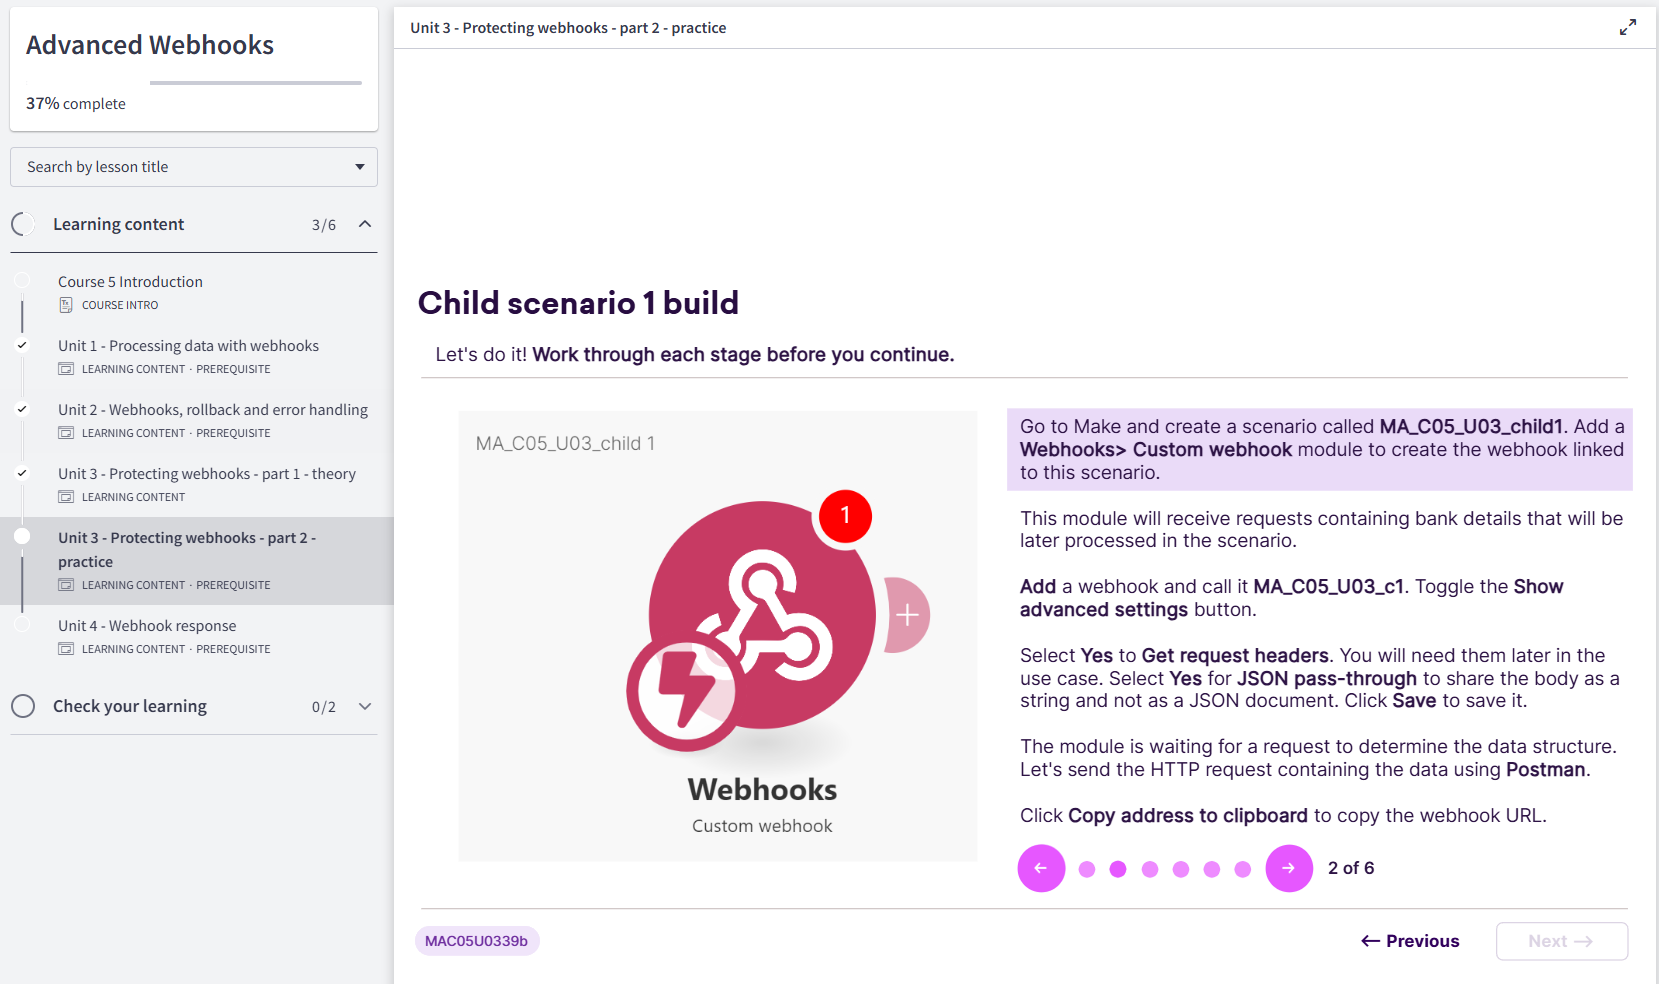 Advanced Webhooks
37% complete
Search by lesson title
Learning content 3/6
Course 5 Introduction
COURSE INTRO
Unit 1 - Processing data with webhooks
LEARNING CONTENT · PREREQUISITE
Unit 2 - Webhooks, rollback and error handling
LEARNING CONTENT · PREREQUISITE
Unit 3 - Protecting webhooks - part 1 - theory
LEARNING CONTENT
Unit 3 - Protecting webhooks - part 2 -
practice
LEARNING CONTENT · PREREQUISITE
Unit 4 - Webhook response
LEARNING CONTENT · PREREQUISITE
Check your learning 0/2
Unit 3 - Protecting webhooks - part 2 - practice
Child scenario 1 build
Let's do it! Work through each stage before you continue.
MA_C05_U03_child 1
1
Webhooks
Custom webhook
Go to Make and create a scenario called MA_C05_U03_child1. Add a
Webhooks> Custom webhook module to create the webhook linked
to this scenario.
This module will receive requests containing bank details that will be
later processed in the scenario.
Add a webhook and call it MA_C05_U03_c1. Toggle the Show
advanced settings button.
Select Yes to Get request headers. You will need them later in the
use case. Select Yes for JSON pass-through to share the body as a
string and not as a JSON document. Click Save to save it.
The module is waiting for a request to determine the data structure.
Let's send the HTTP request containing the data using Postman.
Click Copy address to clipboard to copy the webhook URL.
2 of 6
MAC05U0339b
← Previous
Next →